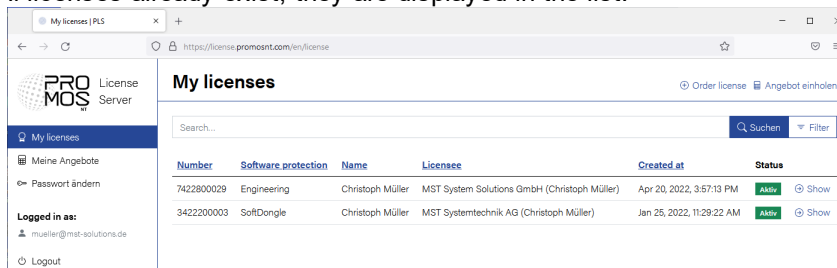 If licenses already exist, they are displayed in the list.
My licenses | PLS
https://license.promosnt.com/en/license
PROMOS NT License Server
My licenses
Order license Angebot einholen
Search... Suchen Filter
My licenses
Meine Angebote
Passwort ändern
Logged in as:
mueller@mst-solutions.de
Logout
Number Software protection Name Licensee Created at Status
7422800029 Engineering Christoph Müller MST System Solutions GmbH (Christoph Müller) Apr 20, 2022, 3:57:13 PM Aktiv Show
3422200003 SoftDongle Christoph Müller MST Systemtechnik AG (Christoph Müller) Jan 25, 2022, 11:29:22 AM Aktiv Show